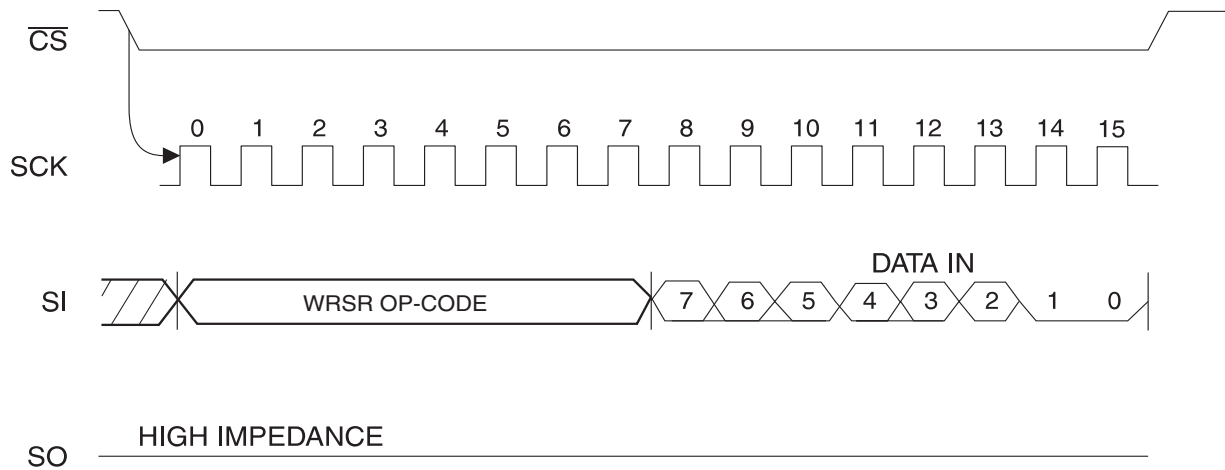 CS
0 1 2 3 4 5 6 7 8 9 10 11 12 13 14 15
SCK
DATA IN
SI WRSR OP-CODE 7 6 5 4 3 2 1 0
HIGH IMPEDANCE
SO